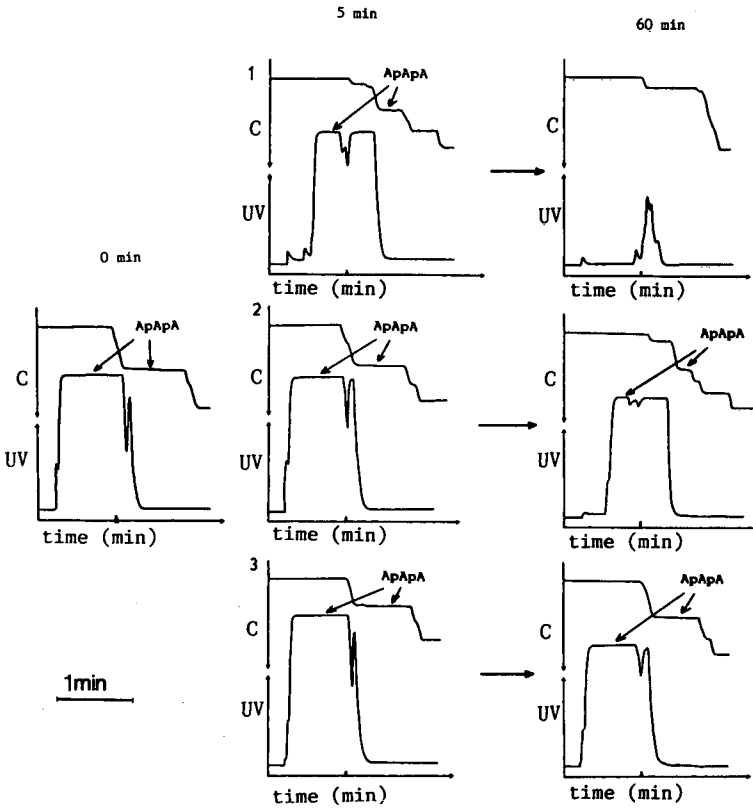 5 min
60 min
1
ApApA
C
UV
time (min)
C
UV
time (min)
0 min
ApApA
C
UV
time (min)
2
ApApA
C
UV
time (min)
ApApA
C
UV
time (min)
3
ApApA
C
UV
time (min)
ApApA
C
UV
time (min)
1min